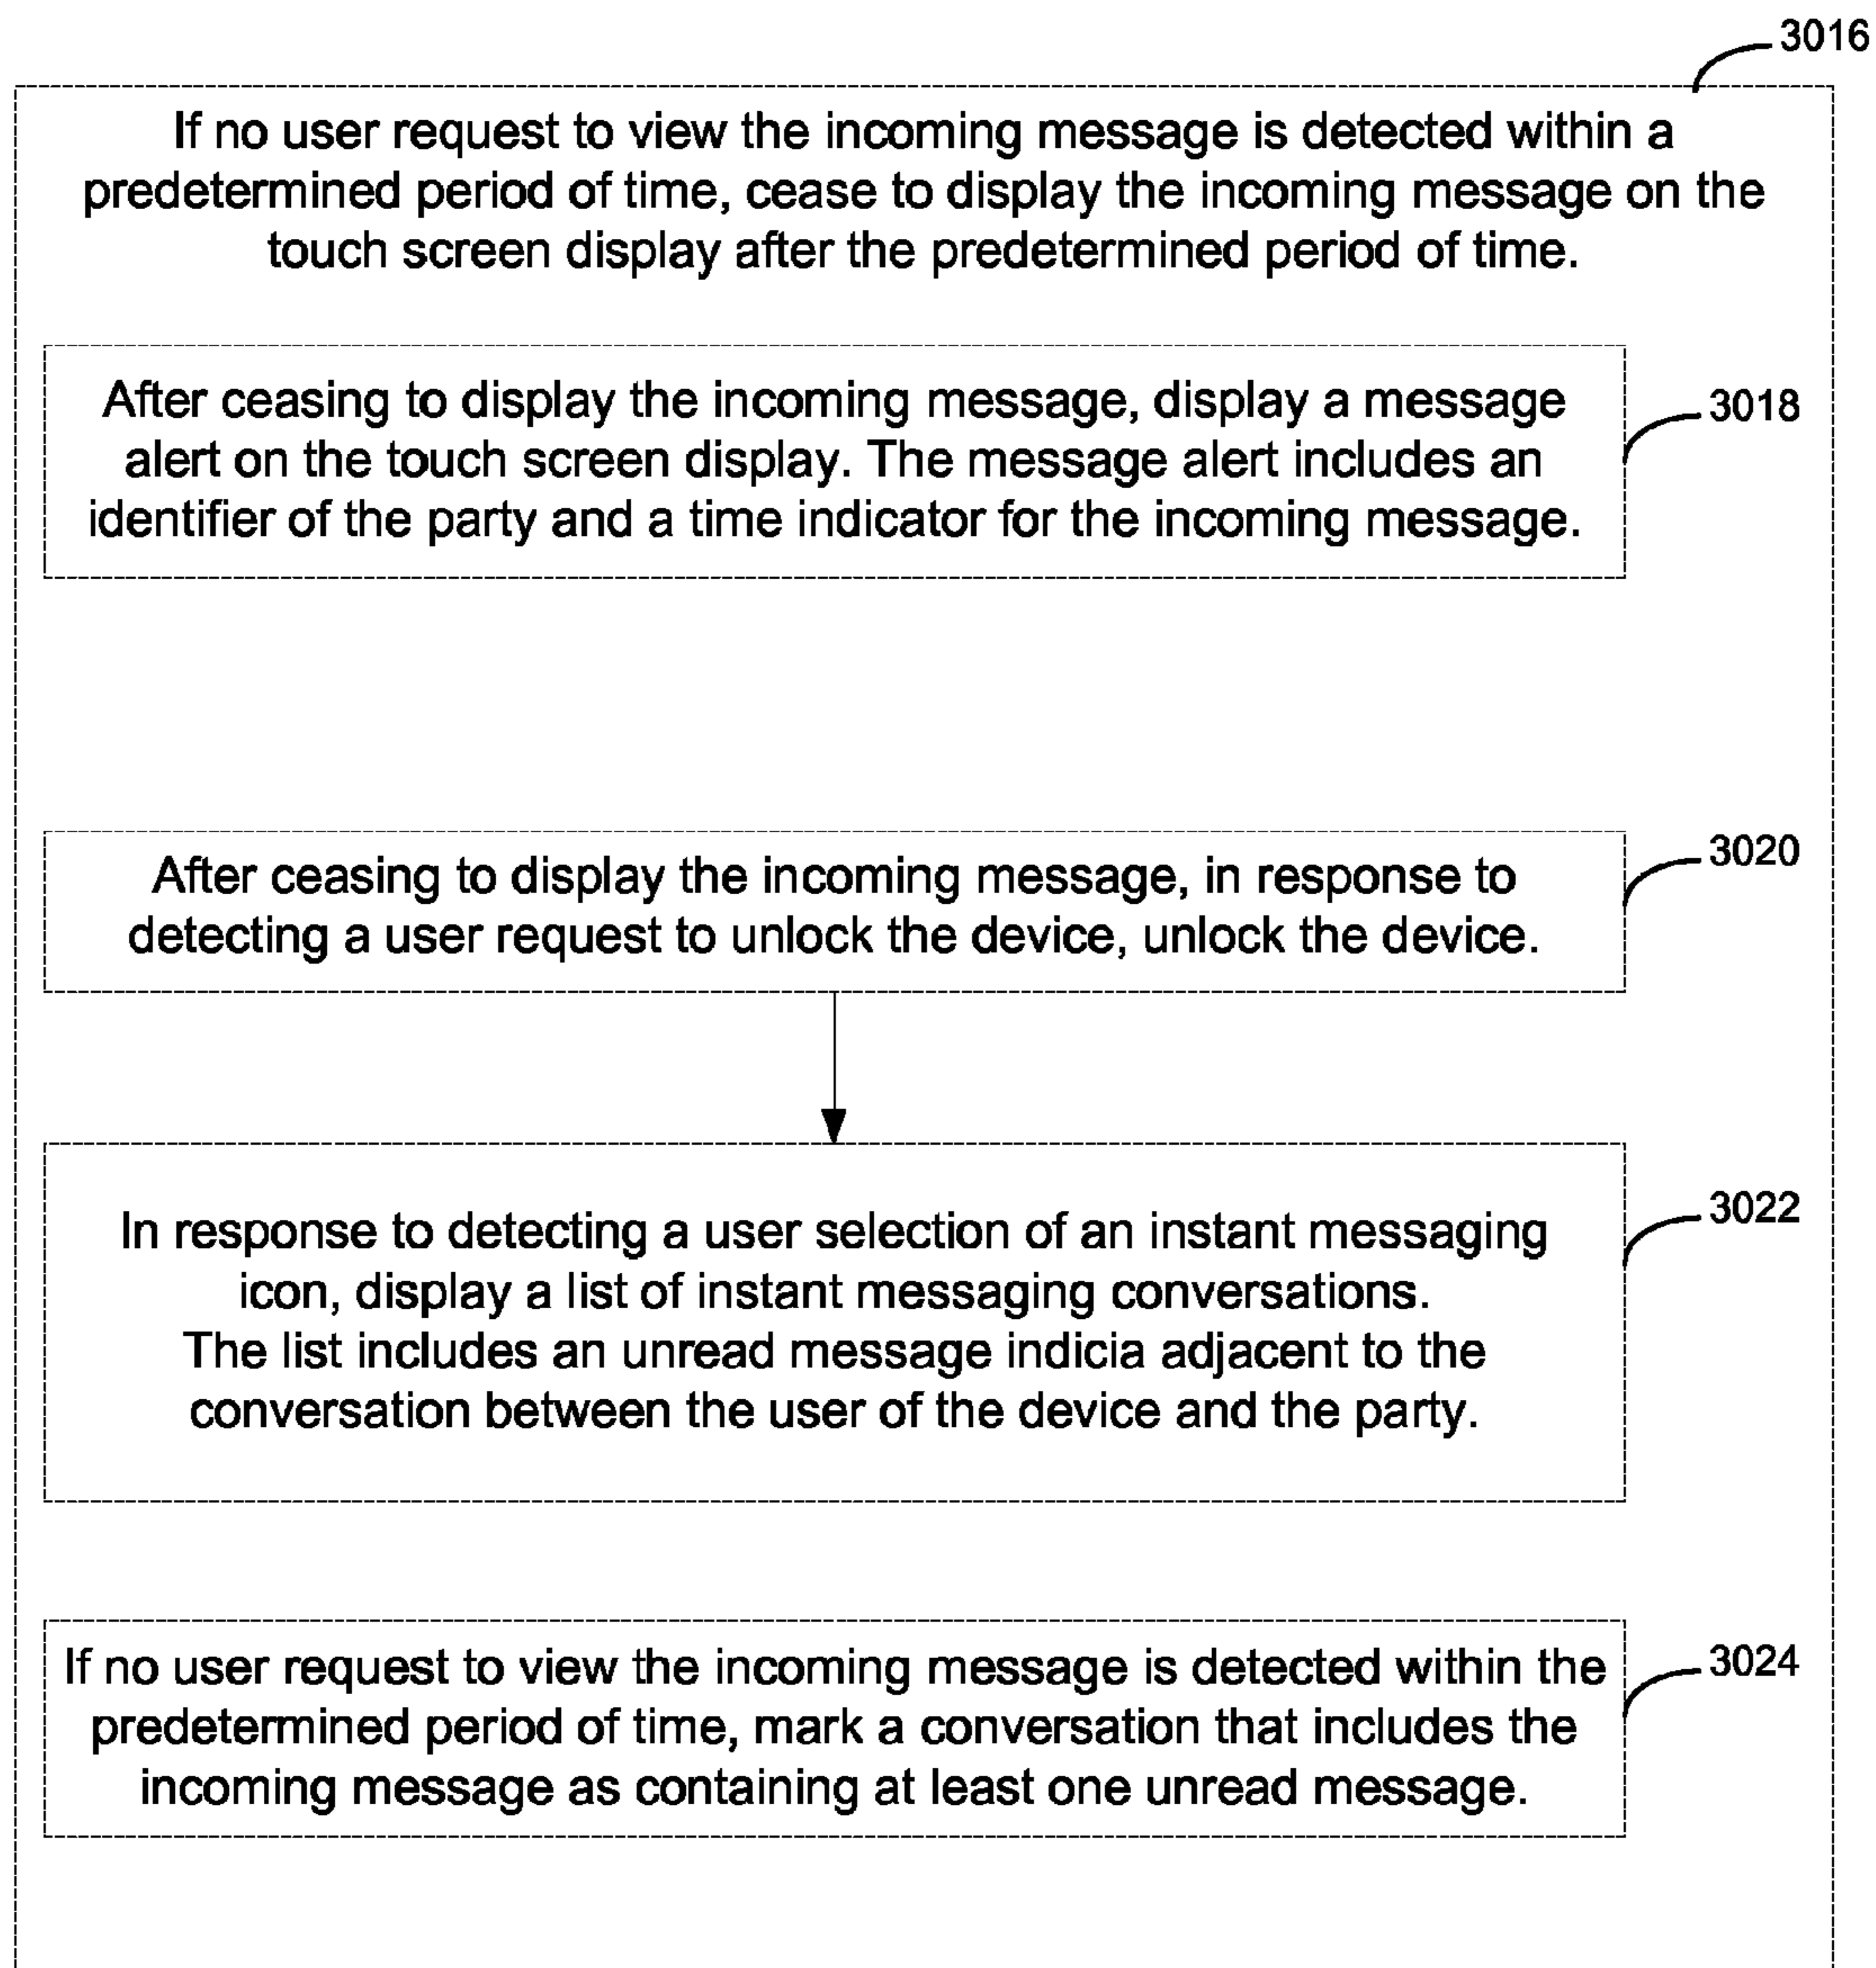 3016
If no user request to view the incoming message is detected within a
predetermined period of time, cease to display the incoming message on the
touch screen display after the predetermined period of time.
After ceasing to display the incoming message, display a message
alert on the touch screen display. The message alert includes an
identifier of the party and a time indicator for the incoming message.
3018
After ceasing to display the incoming message, in response to
detecting a user request to unlock the device, unlock the device.
3020
In response to detecting a user selection of an instant messaging
icon, display a list of instant messaging conversations.
The list includes an unread message indicia adjacent to the
conversation between the user of the device and the party.
3022
If no user request to view the incoming message is detected within the
predetermined period of time, mark a conversation that includes the
incoming message as containing at least one unread message.
3024